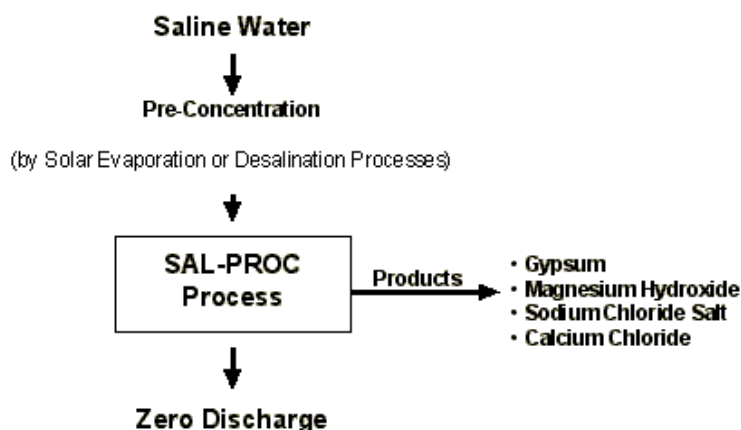 Saline Water
Pre-Concentration
(by Solar Evaporation or Desalination Processes)
SAL-PROC
Process
Products
· Gypsum
· Magnesium Hydroxide
· Sodium Chloride Salt
· Calcium Chloride
Zero Discharge